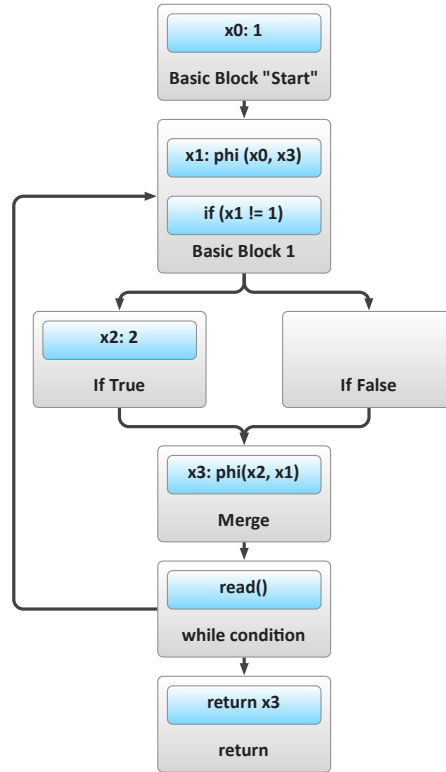 x0: 1
Basic Block "Start"
x1: phi (x0, x3)
if (x1 != 1)
Basic Block 1
x2: 2
If True
If False
x3: phi(x2, x1)
Merge
read()
while condition
return x3
return